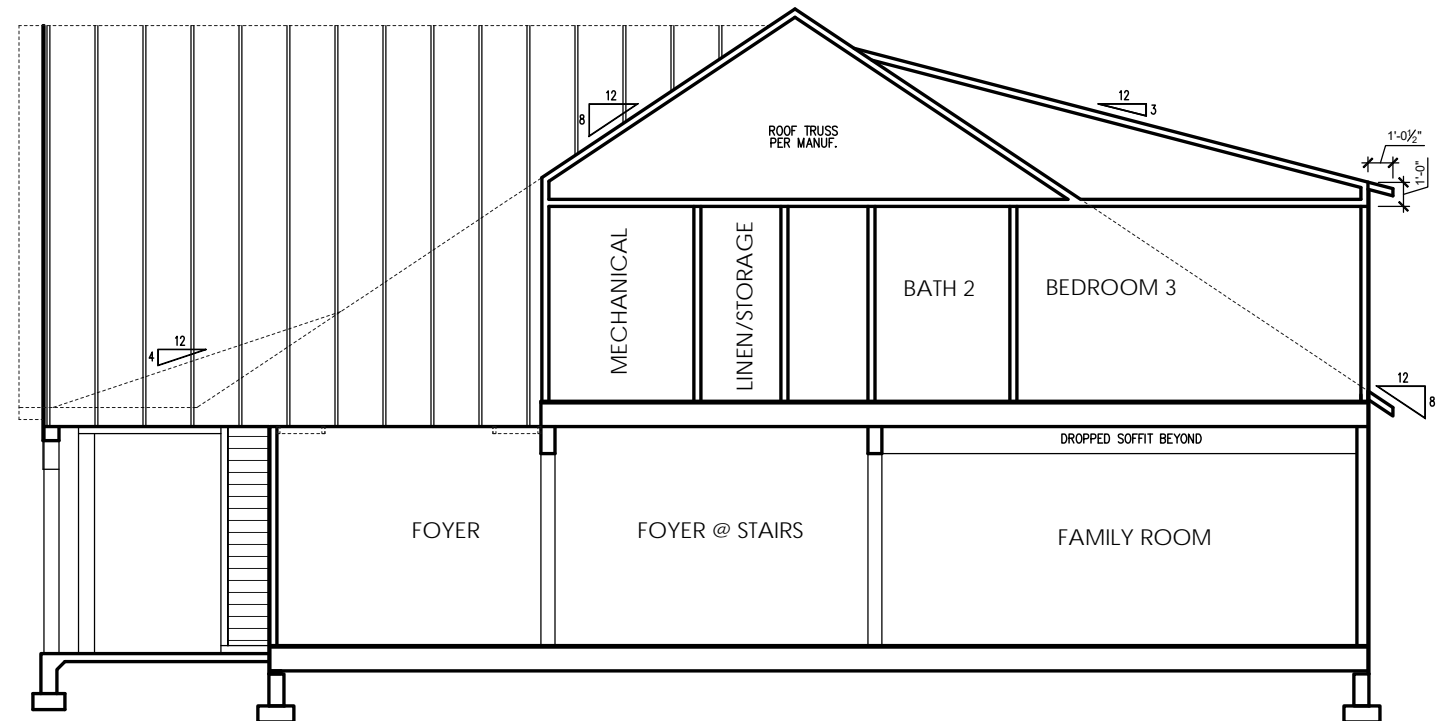 12
8
ROOF TRUSS
PER MANUF.
12
3
1'-0½"
1'-0"
MECHANICAL
LINEN/STORAGE
BATH 2
BEDROOM 3
12
4
12
8
DROPPED SOFFIT BEYOND
FOYER
FOYER @ STAIRS
FAMILY ROOM